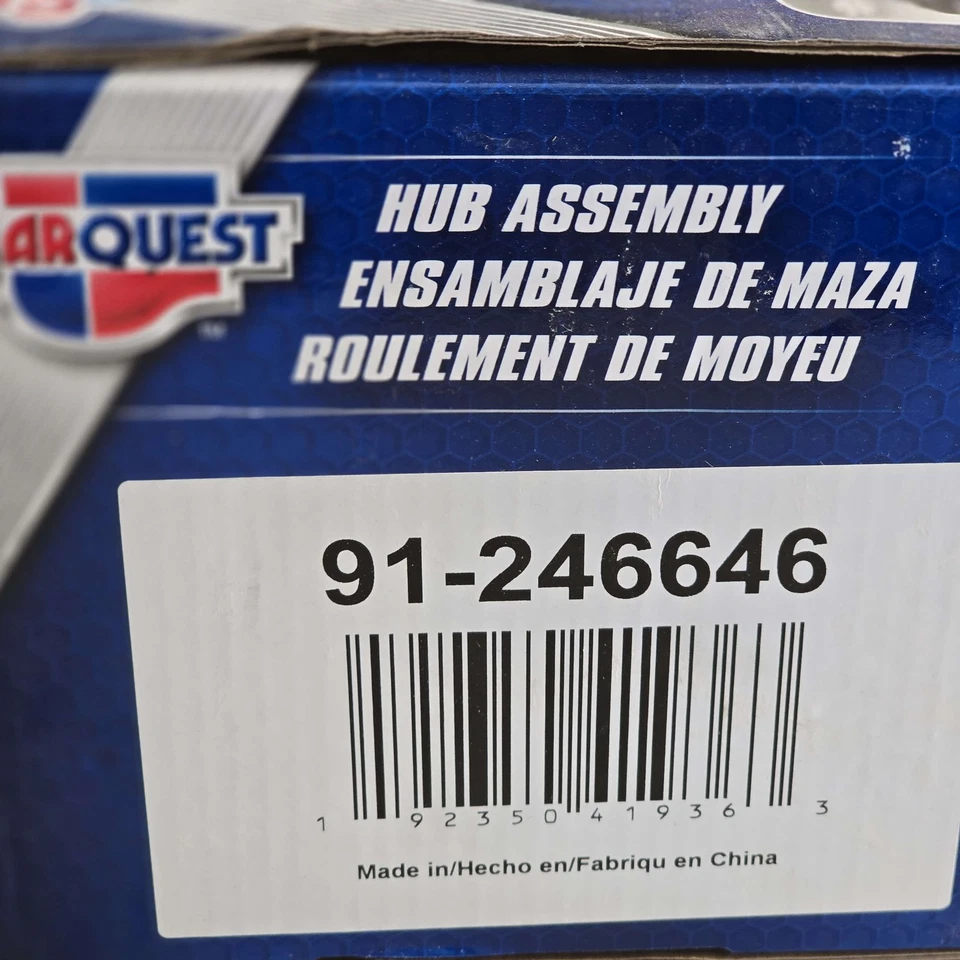 ARQUEST
TM
HUB ASSEMBLY
ENSAMBLAJE DE MAZA
ROULEMENT DE MOYEU
91-246646
1 92350 41936 3
Made in/Hecho en/Fabriqu en China